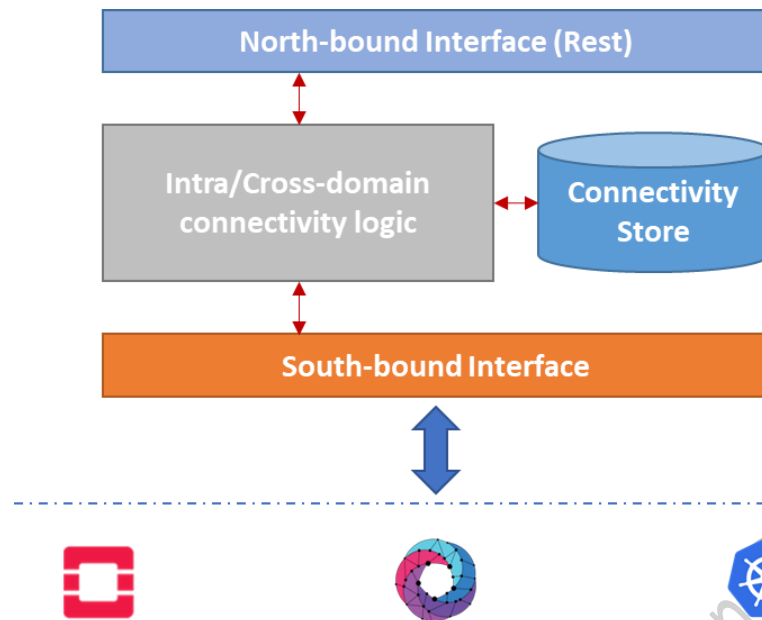 North-bound Interface (Rest)
Intra/Cross-domain
connectivity logic
Connectivity
Store
South-bound Interface